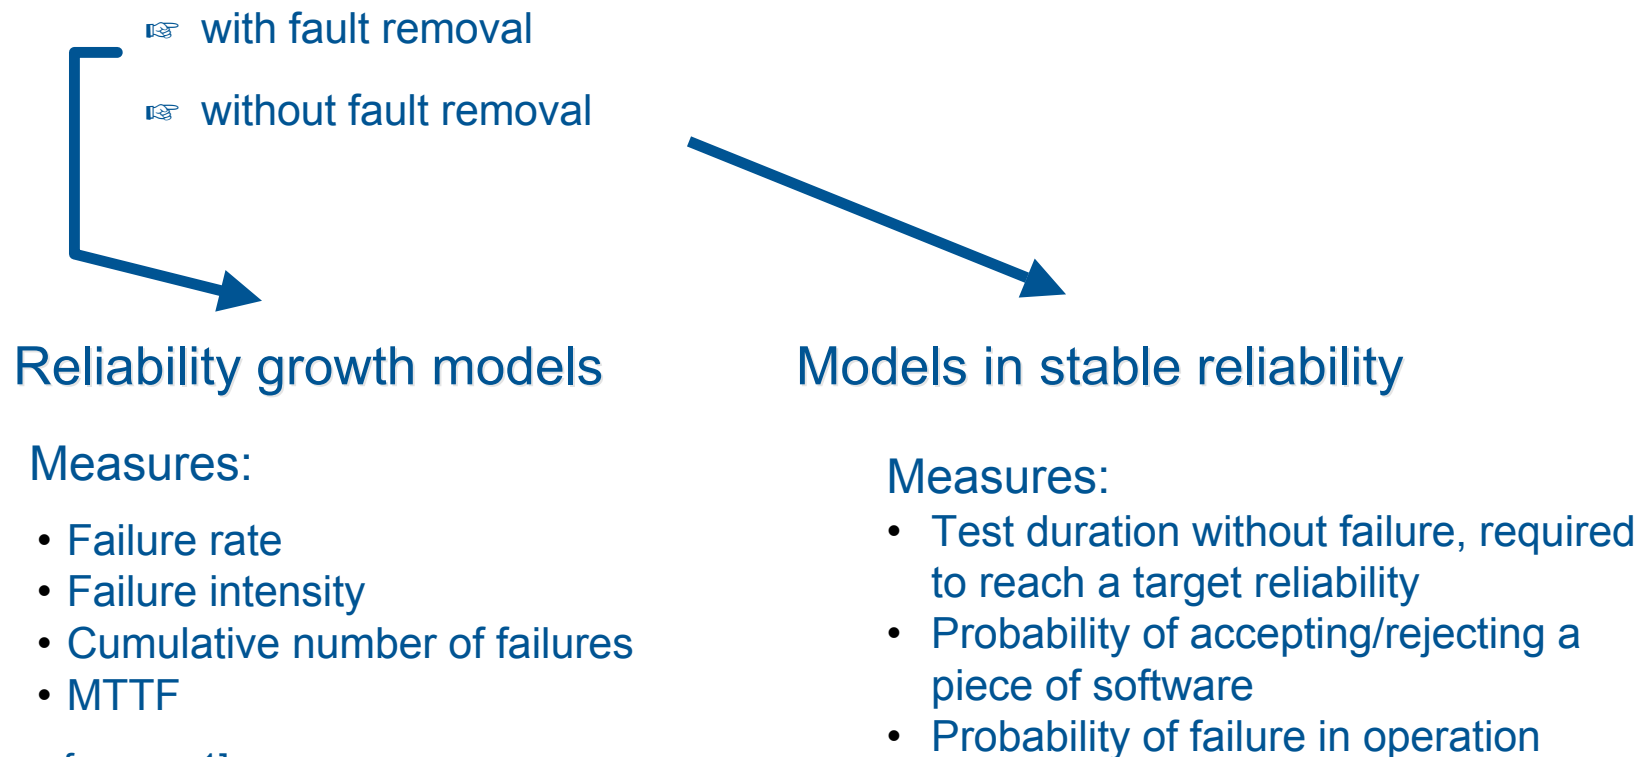 ☞ with fault removal
☞ without fault removal
Reliability growth models
Measures:
• Failure rate
• Failure intensity
• Cumulative number of failures
• MTTF
Models in stable reliability
Measures:
• Test duration without failure, required
to reach a target reliability
• Probability of accepting/rejecting a
piece of software
• Probability of failure in operation